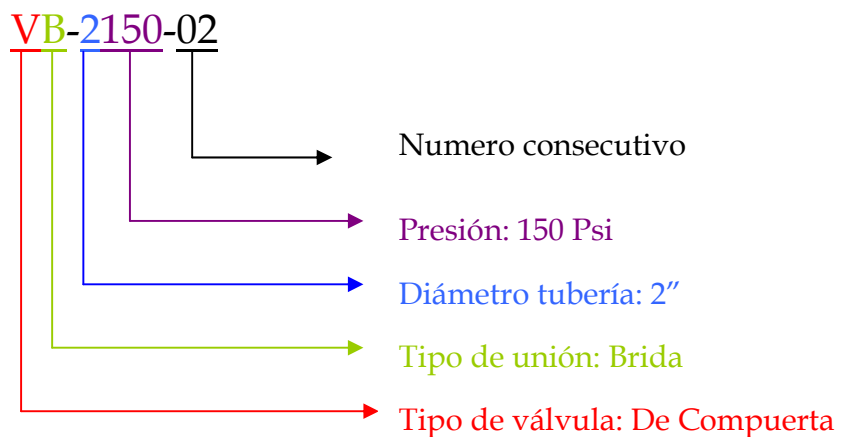 VB-2150-02
Numero consecutivo
Presión: 150 Psi
Diámetro tubería: 2”
Tipo de unión: Brida
Tipo de válvula: De Compuerta